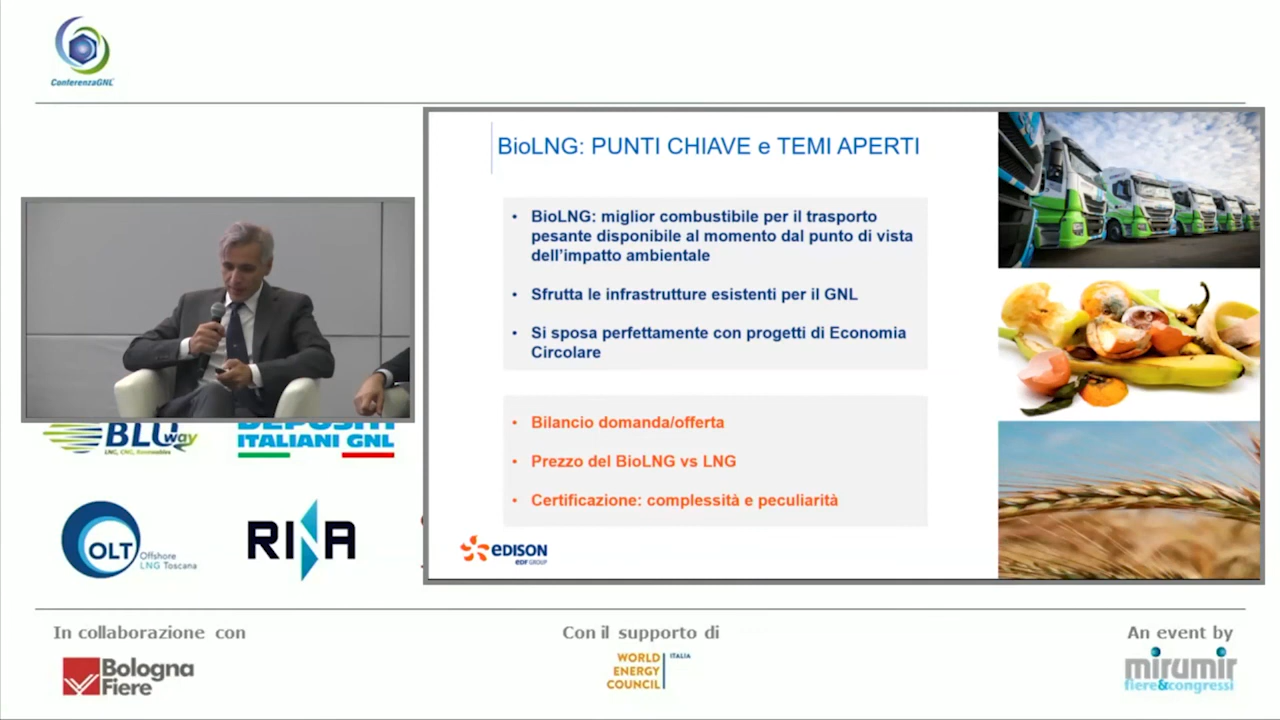 ConferenzaGNL
BioLNG: PUNTI CHIAVE e TEMI APERTI
• BioLNG: miglior combustibile per il trasporto
pesante disponibile al momento dal punto di vista
dell’impatto ambientale
• Sfrutta le infrastrutture esistenti per il GNL
• Si sposa perfettamente con progetti di Economia
Circolare
• Bilancio domanda/offerta
• Prezzo del BioLNG vs LNG
• Certificazione: complessità e peculiarità
EDISON
EDF GROUP
BLU way
LNG, CNG, Renewables
DEPOSITI
ITALIANI GNL
OLT Offshore
LNG Toscana
RINA
In collaborazione con
Bologna
Fiere
Con il supporto di
WORLD
ENERGY
COUNCIL
ITALIA
An event by
mirumir
fiere&congressi